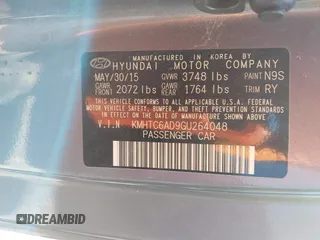 MANUFACTURED IN KOREA
HYUNDAI MOTOR COMPANY
MAY/30/15 GVWR 3748 lbs PAINT N9S
GAWR FRONT 2072 lbs GAWR REAR 1764 lbs TRIM RY
THIS VEHICLE CONFORMS TO ALL APPLICABLE
U.S. FEDERAL MOTOR VEHICLE SAFETY, BUMPER,
AND THEFT PREVENTION STANDARDS IN EFFECT
ON THE DATE OF MANUFACTURE SHOWN ABOVE.
V.I.N KMHTC6AD9GU264048
PASSENGER CAR
DREAMBID